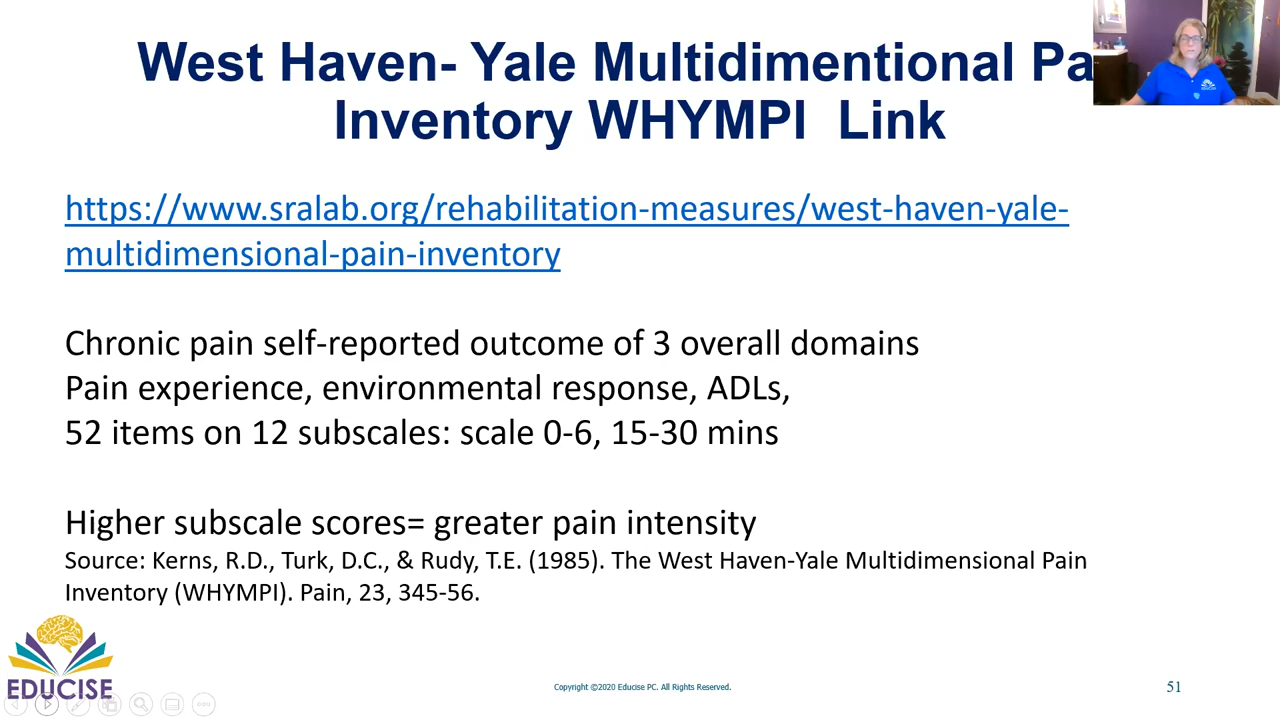 West Haven- Yale Multidimentional Pa
Inventory WHYMPI Link
https://www.sralab.org/rehabilitation-measures/west-haven-yale-
multidimensional-pain-inventory
Chronic pain self-reported outcome of 3 overall domains
Pain experience, environmental response, ADLs,
52 items on 12 subscales: scale 0-6, 15-30 mins
Higher subscale scores= greater pain intensity
Source: Kerns, R.D., Turk, D.C., & Rudy, T.E. (1985). The West Haven-Yale Multidimensional Pain
Inventory (WHYMPI). Pain, 23, 345-56.
EDUCISE
Copyright ©2020 Educise PC. All Rights Reserved.
51